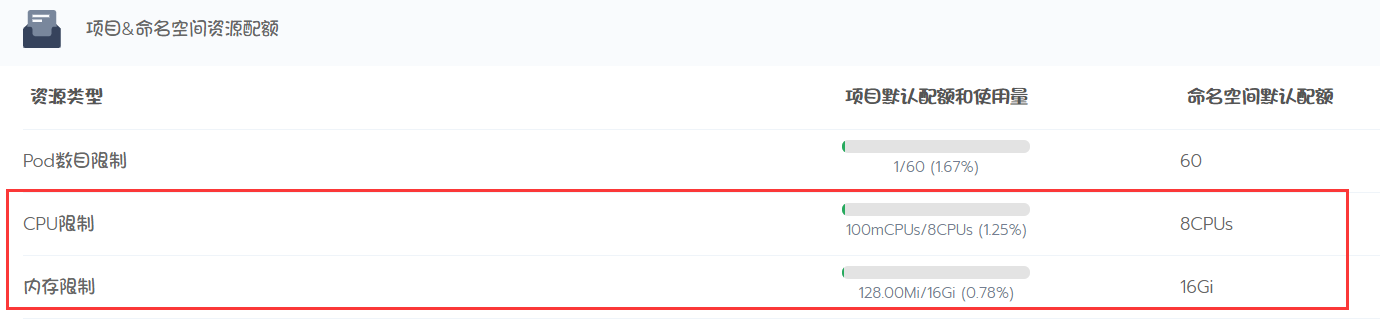 项目&命名空间资源配额
资源类型 项目默认配额和使用量 命名空间默认配额
Pod数目限制 1/60 (1.67%) 60
CPU限制 100mCPUs/8CPUs (1.25%) 8CPUs
内存限制 128.00Mi/16Gi (0.78%) 16Gi